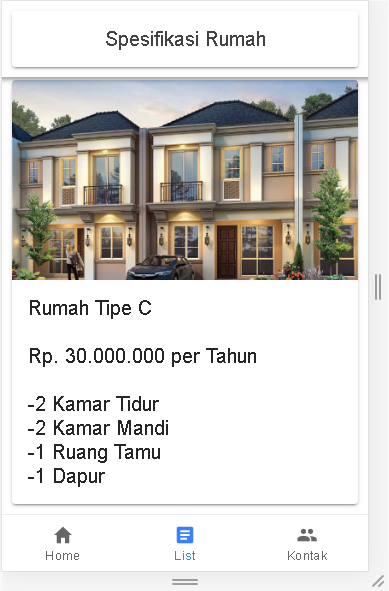 Spesifikasi Rumah
Rumah Tipe C
Rp. 30.000.000 per Tahun
-2 Kamar Tidur
-2 Kamar Mandi
-1 Ruang Tamu
-1 Dapur
Home
List
Kontak